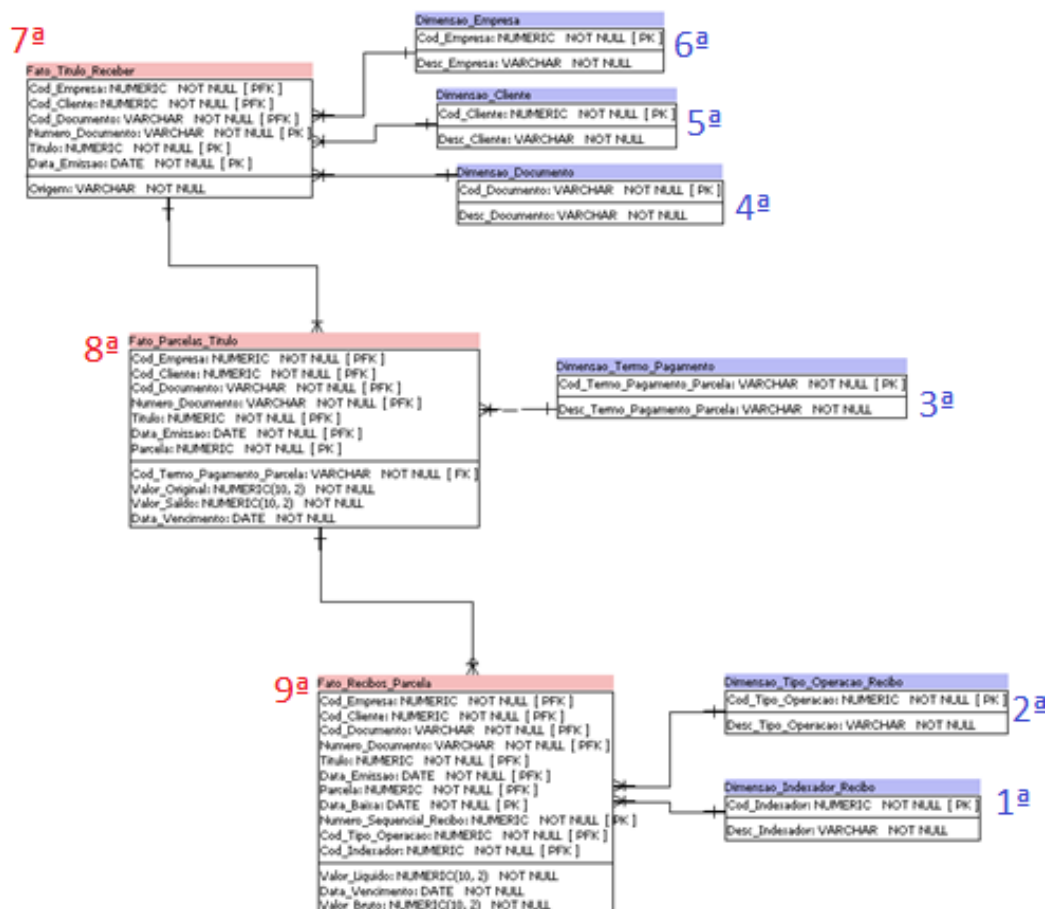 7ª
Fato_Titulo_Receber
Cod_Empresa: NUMERIC NOT NULL [ PFK ]
Cod_Cliente: NUMERIC NOT NULL [ PFK ]
Cod_Documento: VARCHAR NOT NULL [ PFK ]
Numero_Documento: VARCHAR NOT NULL [ PK ]
Titulo: NUMERIC NOT NULL [ PK ]
Data_Emissao: DATE NOT NULL [ PK ]
Origem: VARCHAR NOT NULL
Dimensao_Empresa
Cod_Empresa: NUMERIC NOT NULL [ PK ]
Desc_Empresa: VARCHAR NOT NULL
6ª
Dimensao_Cliente
Cod_Cliente: NUMERIC NOT NULL [ PK ]
Desc_Cliente: VARCHAR NOT NULL
5ª
Dimensao_Documento
Cod_Documento: VARCHAR NOT NULL [ PK ]
Desc_Documento: VARCHAR NOT NULL
4ª
8ª
Fato_Parcelas_Titulo
Cod_Empresa: NUMERIC NOT NULL [ PFK ]
Cod_Cliente: NUMERIC NOT NULL [ PFK ]
Cod_Documento: VARCHAR NOT NULL [ PFK ]
Numero_Documento: VARCHAR NOT NULL [ PFK ]
Titulo: NUMERIC NOT NULL [ PFK ]
Data_Emissao: DATE NOT NULL [ PFK ]
Parcela: NUMERIC NOT NULL [ PK ]
Cod_Termo_Pagamento_Parcela: VARCHAR NOT NULL [ FK ]
Valor_Original: NUMERIC(10, 2) NOT NULL
Valor_Saldo: NUMERIC(10, 2) NOT NULL
Data_Vencimento: DATE NOT NULL
Dimensao_Termo_Pagamento
Cod_Termo_Pagamento_Parcela: VARCHAR NOT NULL [ PK ]
Desc_Termo_Pagamento_Parcela: VARCHAR NOT NULL
3ª
9ª
Fato_Recibos_Parcela
Cod_Empresa: NUMERIC NOT NULL [ PFK ]
Cod_Cliente: NUMERIC NOT NULL [ PFK ]
Cod_Documento: VARCHAR NOT NULL [ PFK ]
Numero_Documento: VARCHAR NOT NULL [ PFK ]
Titulo: NUMERIC NOT NULL [ PFK ]
Data_Emissao: DATE NOT NULL [ PFK ]
Parcela: NUMERIC NOT NULL [ PFK ]
Data_Baixa: DATE NOT NULL [ PK ]
Numero_Sequencial_Recibo: NUMERIC NOT NULL [ PK ]
Cod_Tipo_Operacao: NUMERIC NOT NULL [ PFK ]
Cod_Indexador: NUMERIC NOT NULL [ PFK ]
Valor_Liquido: NUMERIC(10, 2) NOT NULL
Data_Vencimento: DATE NOT NULL
Valor_Bruto: NUMERIC(10, 2) NOT NULL
Dimensao_Tipo_Operacao_Recibo
Cod_Tipo_Operacao: NUMERIC NOT NULL [ PK ]
Desc_Tipo_Operacao: VARCHAR NOT NULL
2ª
Dimensao_Indexador_Recibo
Cod_Indexador: NUMERIC NOT NULL [ PK ]
Desc_Indexador: VARCHAR NOT NULL
1ª